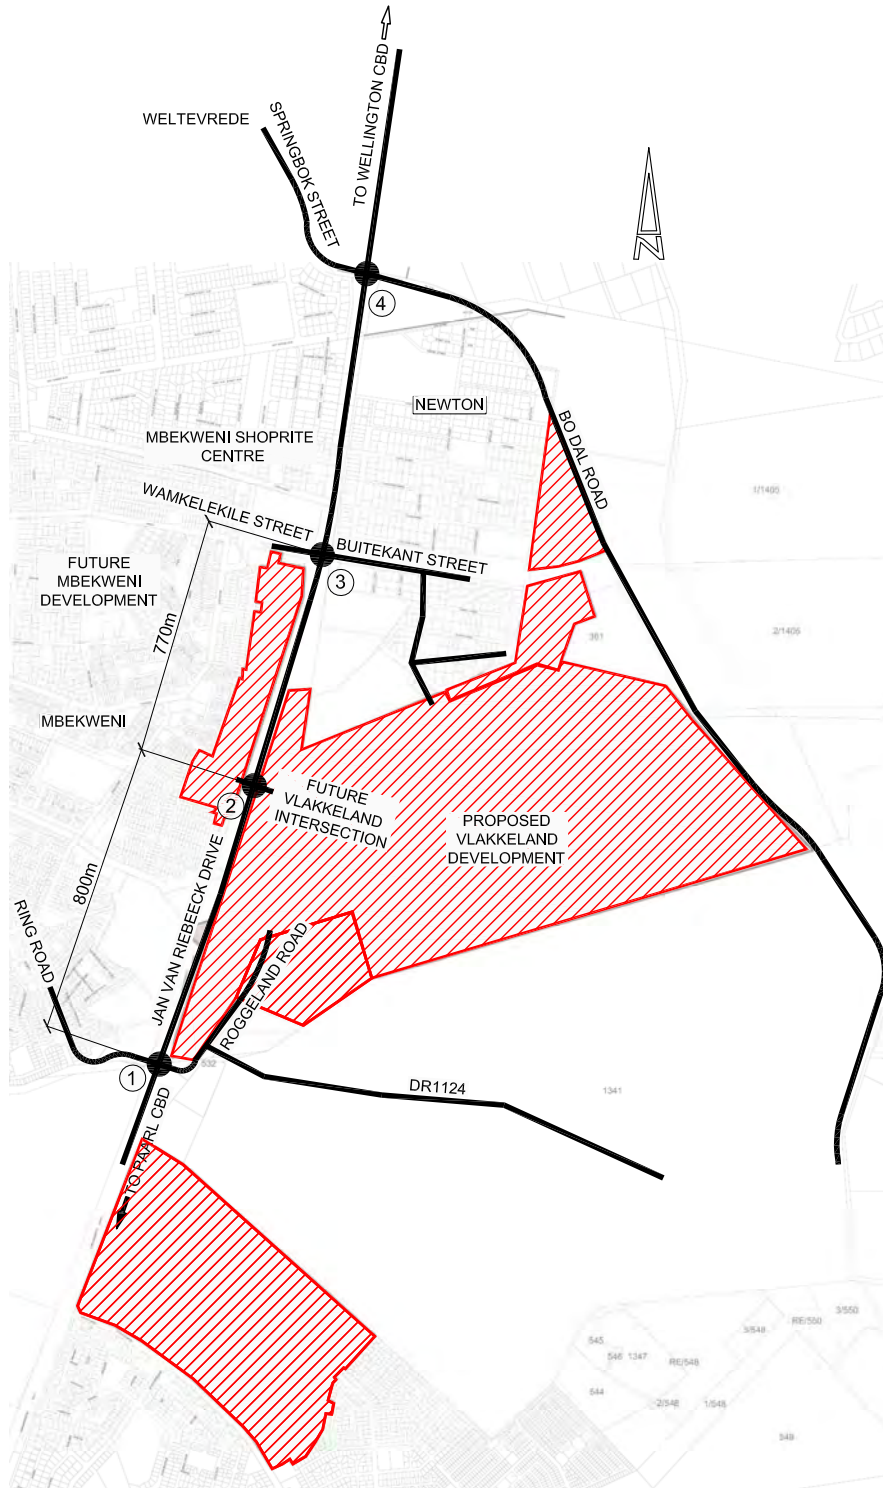 TO WELLINGTON CBD
WELTEVREDE
SPRINGBOK STREET
N
4
NEWTON
BO DAL ROAD
MBEKWENI SHOPRITE
CENTRE
1/1405
WAMKELEKILE STREET
BUITEKANT STREET
3
FUTURE
MBEKWENI
DEVELOPMENT
770m
361
2/1406
MBEKWENI
2
FUTURE
VLAKKELAND
INTERSECTION
PROPOSED
VLAKKELAND
DEVELOPMENT
800m
JAN VAN RIEBEECK DRIVE
RING ROAD
ROGGELAND ROAD
1
532
DR1124
1341
TO PAARL CBD
545
546
1347
RE/548
3/548
RE/550
3/550
544
2/548
1/548
549